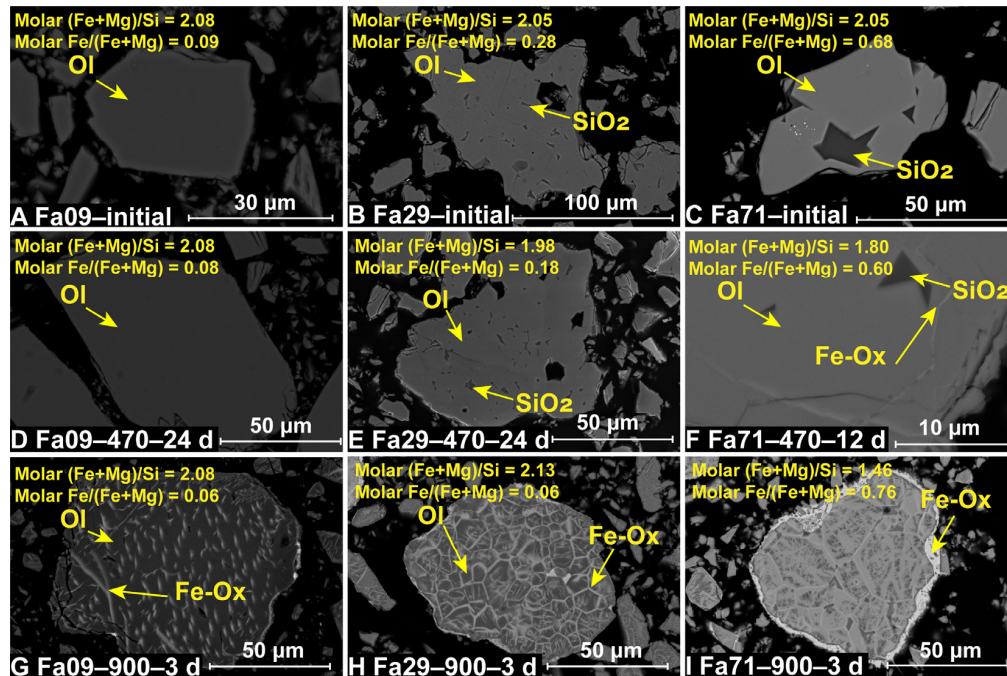 Molar (Fe+Mg)/Si = 2.08
Molar Fe/(Fe+Mg) = 0.09
Ol
30 µm
A Fa09–initial
Molar (Fe+Mg)/Si = 2.05
Molar Fe/(Fe+Mg) = 0.28
Ol
SiO₂
100 µm
B Fa29–initial
Molar (Fe+Mg)/Si = 2.05
Molar Fe/(Fe+Mg) = 0.68
Ol
SiO₂
50 µm
C Fa71–initial
Molar (Fe+Mg)/Si = 2.08
Molar Fe/(Fe+Mg) = 0.08
Ol
50 µm
D Fa09–470–24 d
Molar (Fe+Mg)/Si = 1.98
Molar Fe/(Fe+Mg) = 0.18
Ol
SiO₂
50 µm
E Fa29–470–24 d
Molar (Fe+Mg)/Si = 1.80
Molar Fe/(Fe+Mg) = 0.60
Ol
SiO₂
Fe-Ox
10 µm
F Fa71–470–12 d
Molar (Fe+Mg)/Si = 2.08
Molar Fe/(Fe+Mg) = 0.06
Ol
Fe-Ox
50 µm
G Fa09–900–3 d
Molar (Fe+Mg)/Si = 2.13
Molar Fe/(Fe+Mg) = 0.06
Ol
Fe-Ox
50 µm
H Fa29–900–3 d
Molar (Fe+Mg)/Si = 1.46
Molar Fe/(Fe+Mg) = 0.76
Fe-Ox
50 µm
I Fa71–900–3 d